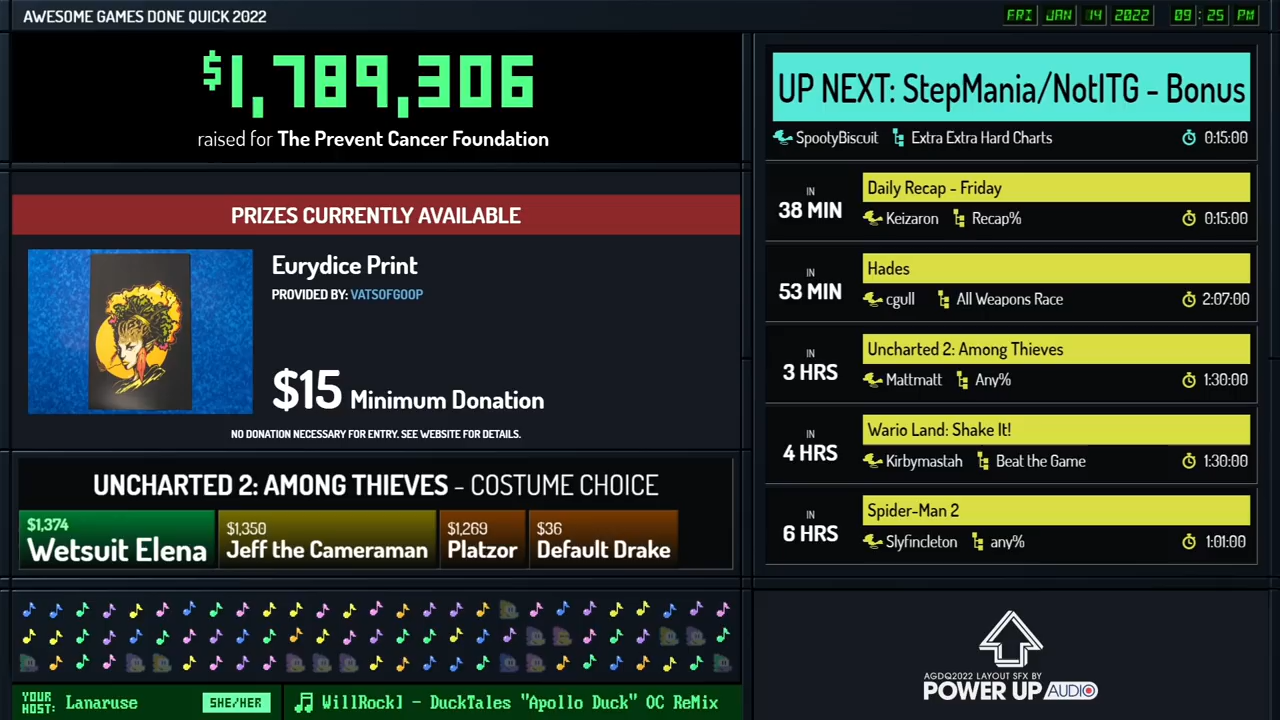 AWESOME GAMES DONE QUICK 2022
FRI JAN 14 2022 09:25 PM
$1,789,306
raised for The Prevent Cancer Foundation
PRIZES CURRENTLY AVAILABLE
Eurydice Print
PROVIDED BY: VATSOFGOOP
$15 Minimum Donation
NO DONATION NECESSARY FOR ENTRY. SEE WEBSITE FOR DETAILS.
UNCHARTED 2: AMONG THIEVES - COSTUME CHOICE
$1,374
Wetsuit Elena
$1,350
Jeff the Cameraman
$1,269
Platzor
$36
Default Drake
YOUR HOST: Lanaruse SHE/HER
WillRock] - DuckTales "Apollo Duck" OC ReMix
UP NEXT: StepMania/NotITG - Bonus
SpootyBiscuit Extra Extra Hard Charts 0:15:00
IN
38 MIN
Daily Recap - Friday
Keizaron Recap% 0:15:00
IN
53 MIN
Hades
cgull All Weapons Race 2:07:00
IN
3 HRS
Uncharted 2: Among Thieves
Mattmatt Any% 1:30:00
IN
4 HRS
Wario Land: Shake It!
Kirbymastah Beat the Game 1:30:00
IN
6 HRS
Spider-Man 2
Slyfincleton any% 1:01:00
AGDQ2022 LAYOUT SFX BY
POWER UP AUDIO